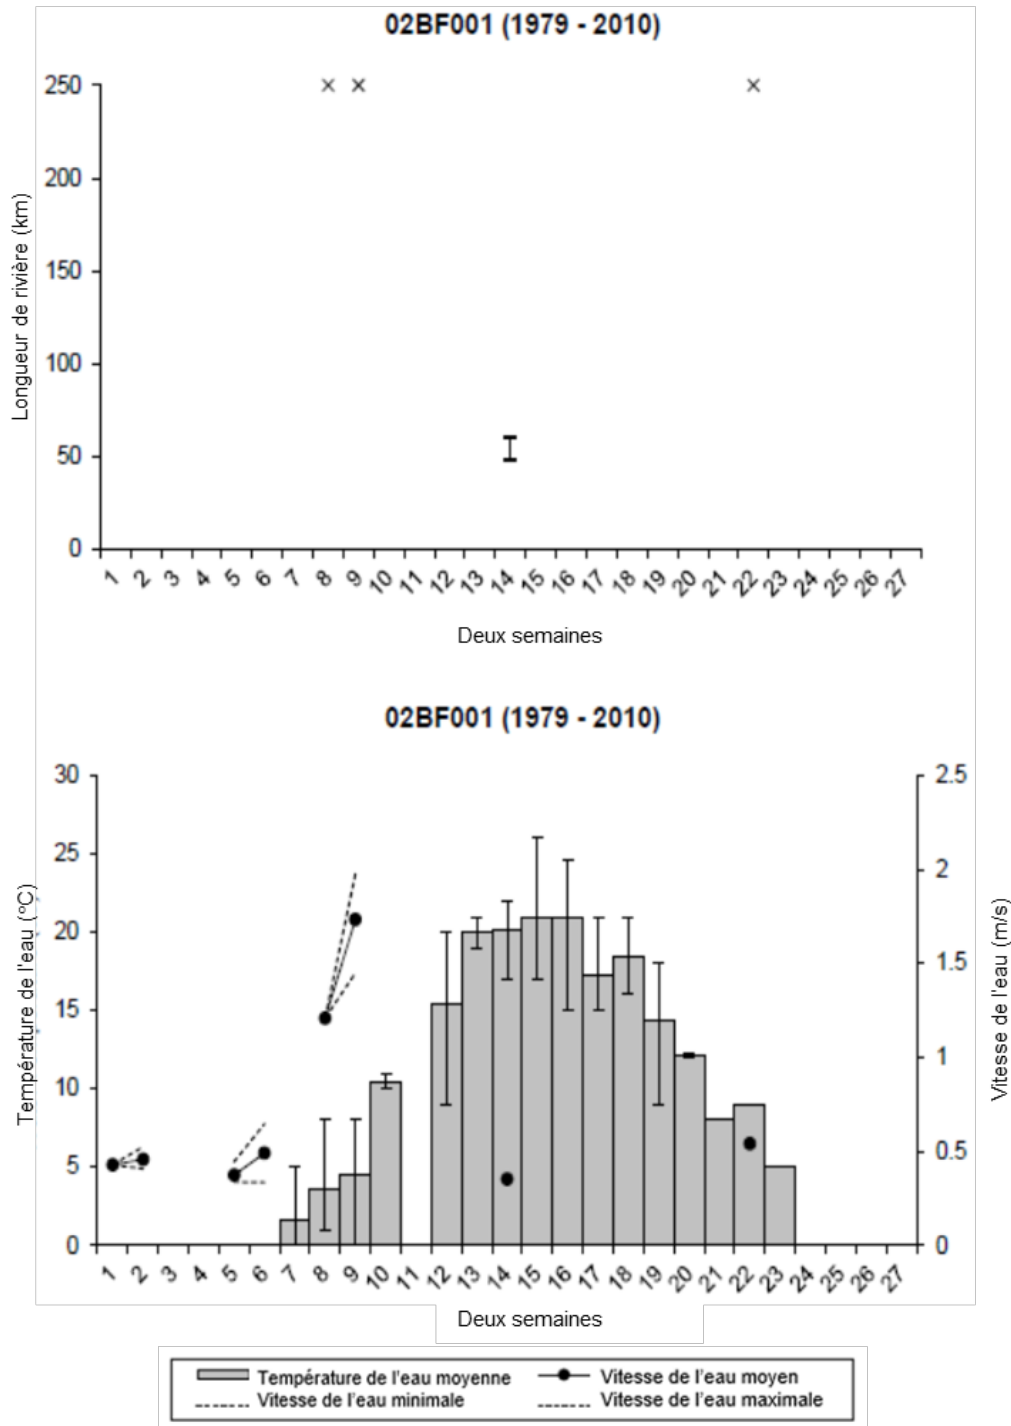 02BF001 (1979 - 2010)
Longueur de rivière (km)
250
200
150
100
50
0
1 2 3 4 5 6 7 8 9 10 11 12 13 14 15 16 17 18 19 20 21 22 23 24 25 26 27
Deux semaines
02BF001 (1979 - 2010)
Température de l'eau (°C)
30
25
20
15
10
5
0
2.5
2
1.5
1
0.5
0
Vitesse de l'eau (m/s)
1 2 3 4 5 6 7 8 9 10 11 12 13 14 15 16 17 18 19 20 21 22 23 24 25 26 27
Deux semaines
Température de l'eau moyenne Vitesse de l'eau moyen
Vitesse de l'eau minimale Vitesse de l'eau maximale